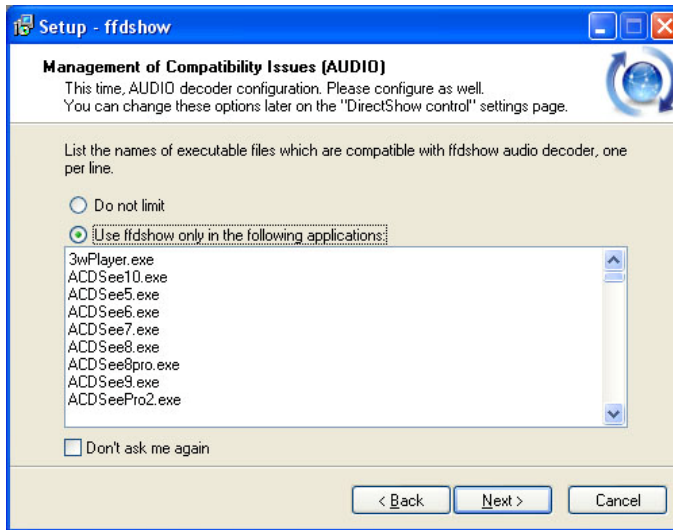 Setup - ffdshow
Management of Compatibility Issues (AUDIO)
This time, AUDIO decoder configuration. Please configure as well.
You can change these options later on the "DirectShow control" settings page.
List the names of executable files which are compatible with ffdshow audio decoder, one
per line.
Do not limit
Use ffdshow only in the following applications:
3wPlayer.exe
ACDSee10.exe
ACDSee5.exe
ACDSee6.exe
ACDSee7.exe
ACDSee8.exe
ACDSee8pro.exe
ACDSee9.exe
ACDSeePro2.exe
Don't ask me again
< Back
Next >
Cancel